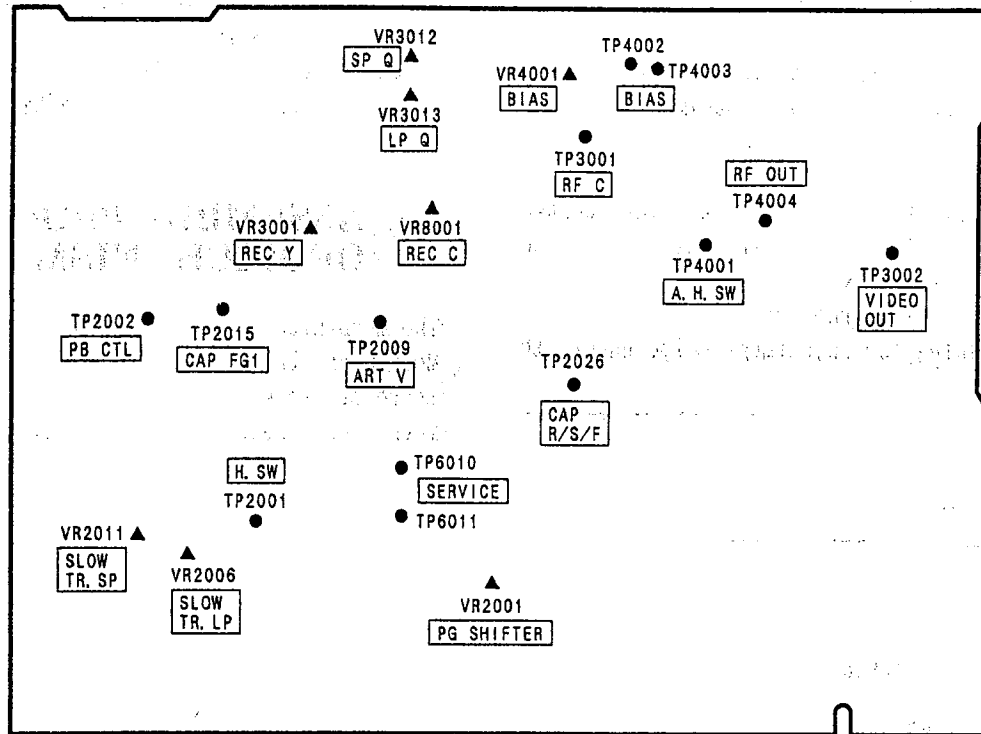 VR3012
SP Q
VR3013
LP Q
VR4001
BIAS
TP4002
TP4003
BIAS
TP3001
RF C
RF OUT
TP4004
VR3001
REC Y
VR8001
REC C
TP4001
A. H. SW
TP3002
VIDEO
OUT
TP2002
PB CTL
TP2015
CAP FG1
TP2009
ART V
TP2026
CAP
R/S/F
H. SW
TP2001
TP6010
SERVICE
TP6011
VR2011
SLOW
TR. SP
VR2006
SLOW
TR. LP
VR2001
PG SHIFTER